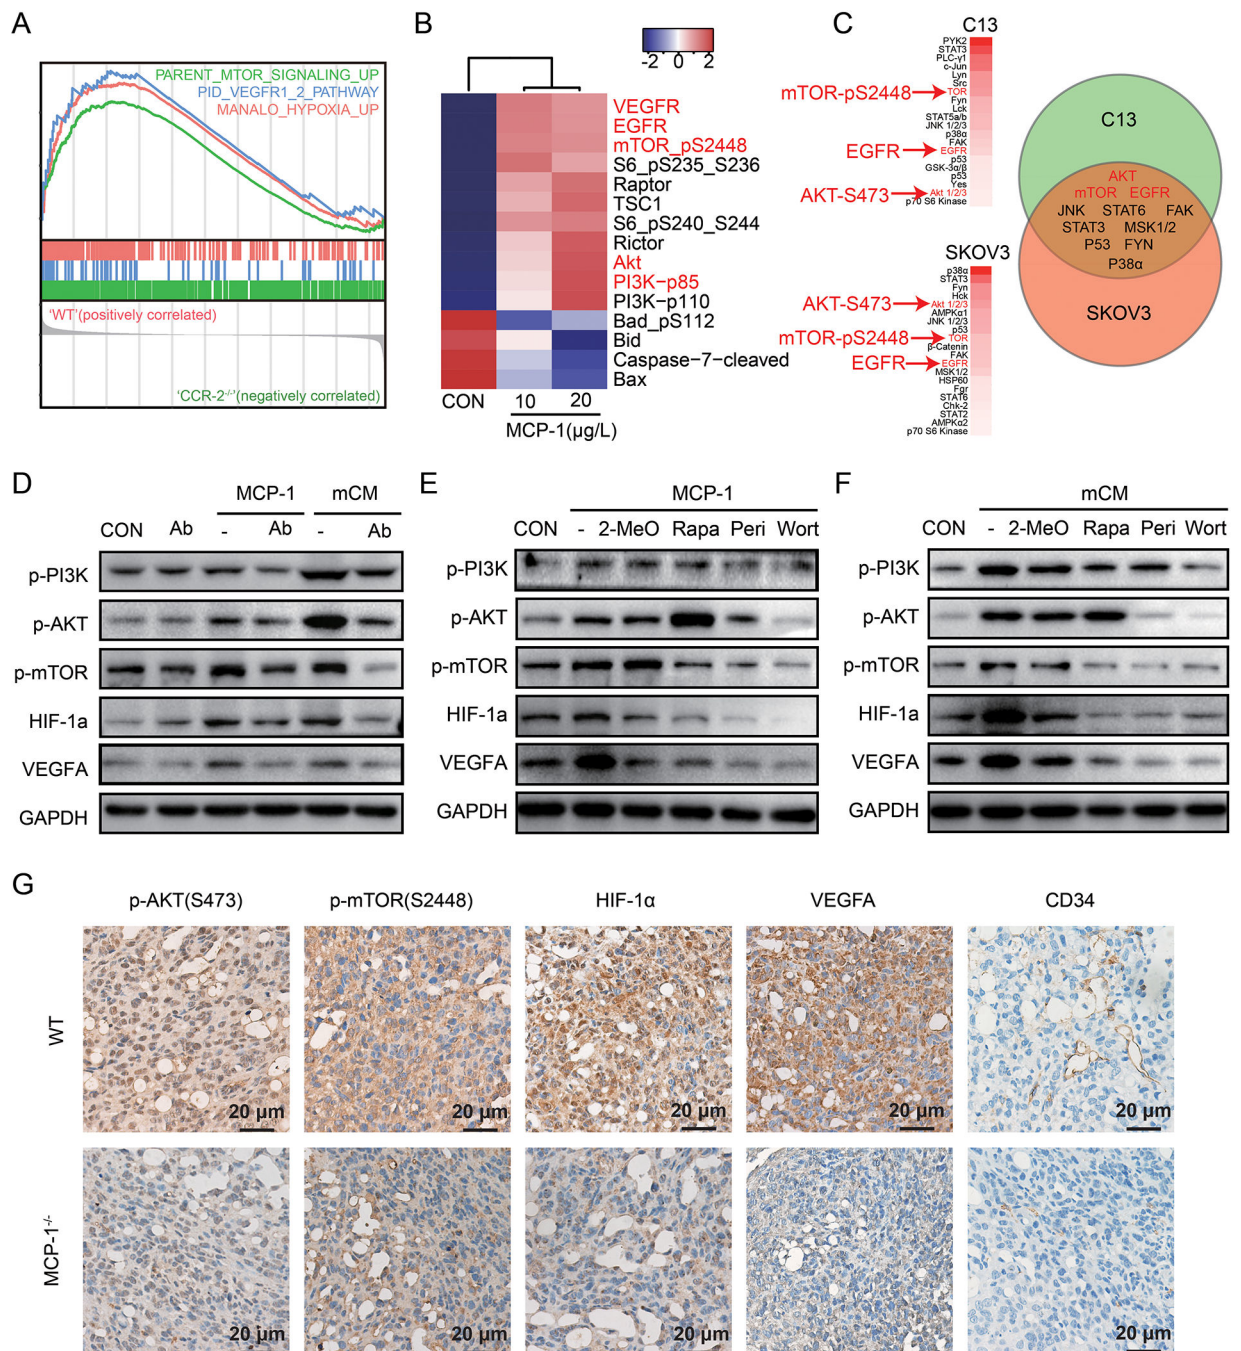 A
PARENT_MTOR_SIGNALING_UP
PID_VEGFR1_2_PATHWAY
MANALO_HYPOXIA_UP
'WT'(positively correlated)
'CCR-2-/-'(negatively correlated)
B
-2 0 2
VEGFR
EGFR
mTOR_pS2448
S6_pS235_S236
Raptor
TSC1
S6_pS240_S244
Rictor
Akt
PI3K-p85
PI3K-p110
Bad_pS112
Bid
Caspase-7-cleaved
Bax
CON 10 20
MCP-1(μg/L)
C
C13
PYK2
STAT3
PLC-γ1
c-Jun
Lyn
Src
TOR
Fyn
Lck
STAT5a/b
JNK 1/2/3
p38α
FAK
EGFR
p53
GSK-3α/β
p53
Yes
Akt 1/2/3
p70 S6 Kinase
mTOR-pS2448
EGFR
AKT-S473
SKOV3
p38α
STAT3
Fyn
Hck
Akt 1/2/3
AMPKα1
JNK 1/2/3
p53
TOR
β-Catenin
FAK
EGFR
MSK1/2
HSP60
Fgr
STAT6
Chk-2
STAT2
AMPKα2
p70 S6 Kinase
AKT-S473
mTOR-pS2448
EGFR
C13
AKT
mTOR EGFR
JNK STAT6 FAK
STAT3 MSK1/2
P53 FYN
P38α
SKOV3
D
MCP-1 mCM
CON Ab - Ab - Ab
p-PI3K
p-AKT
p-mTOR
HIF-1a
VEGFA
GAPDH
E
MCP-1
CON - 2-MeO Rapa Peri Wort
p-PI3K
p-AKT
p-mTOR
HIF-1a
VEGFA
GAPDH
F
mCM
CON - 2-MeO Rapa Peri Wort
p-PI3K
p-AKT
p-mTOR
HIF-1a
VEGFA
GAPDH
G
p-AKT(S473) p-mTOR(S2448) HIF-1α VEGFA CD34
WT
20 μm 20 μm 20 μm 20 μm 20 μm
MCP-1-/-
20 μm 20 μm 20 μm 20 μm 20 μm